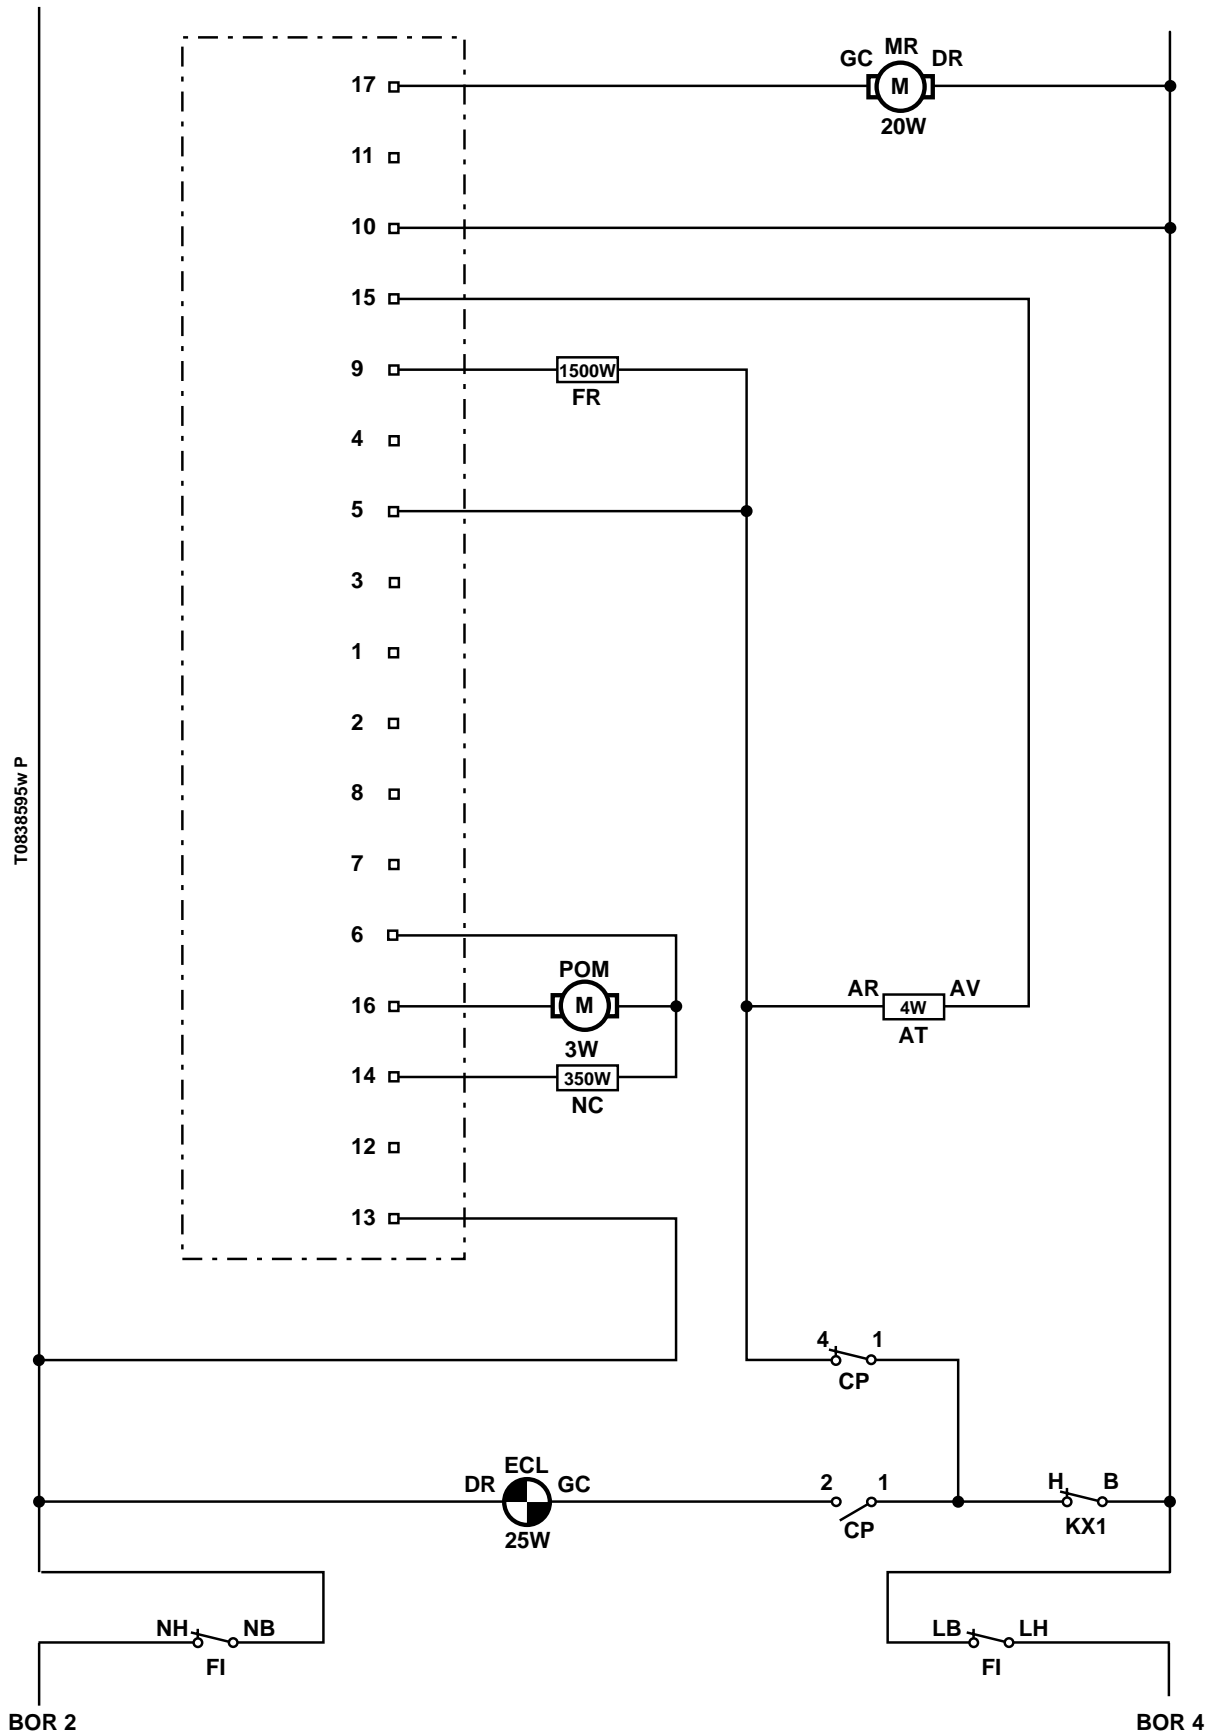 GC MR DR
17 M
20W
11
10
15
9 1500W
FR
4
5
3
1
2
T0838595w P
8
7
6
POM
16 M AR 4W AV
3W AT
14 350W
NC
12
13
4 1
CP
ECL
DR GC 2 1 H B
25W CP KX1
NH NB LB LH
FI FI
BOR 2 BOR 4